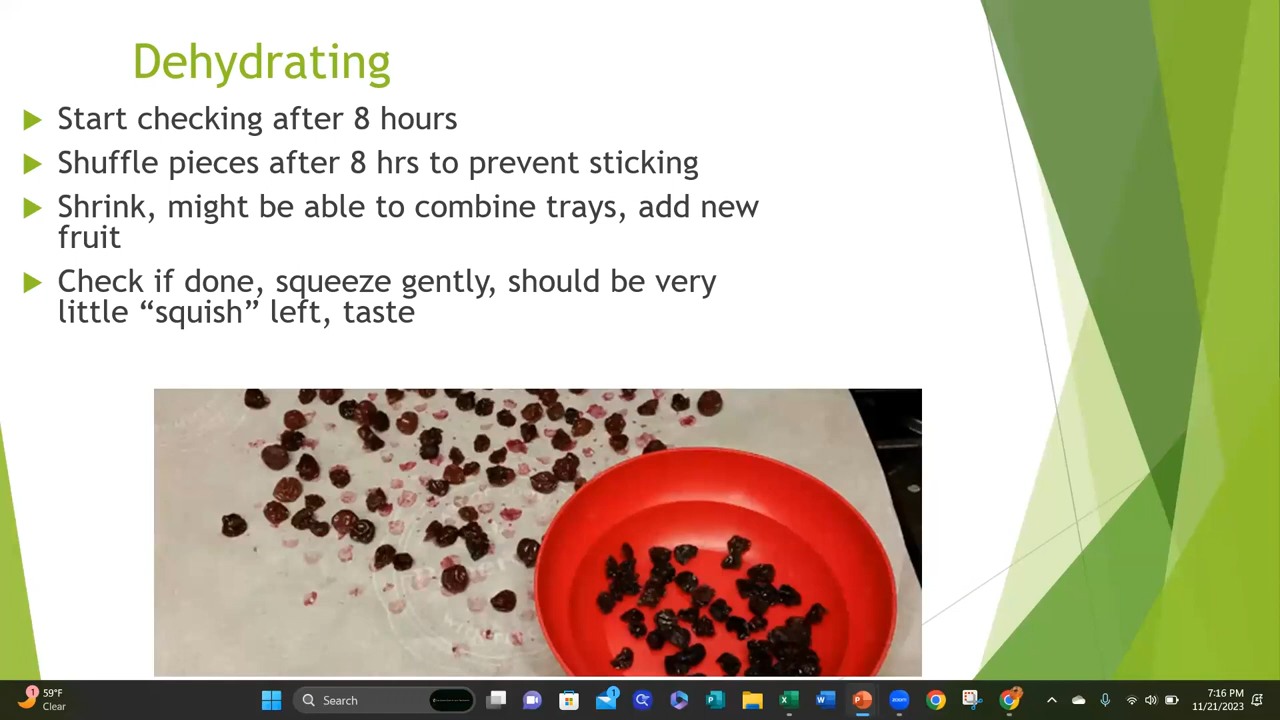 Dehydrating
Start checking after 8 hours
Shuffle pieces after 8 hrs to prevent sticking
Shrink, might be able to combine trays, add new
fruit
Check if done, squeeze gently, should be very
little “squish” left, taste
1
59°F
Clear
Search
1
7:16 PM
11/21/2023